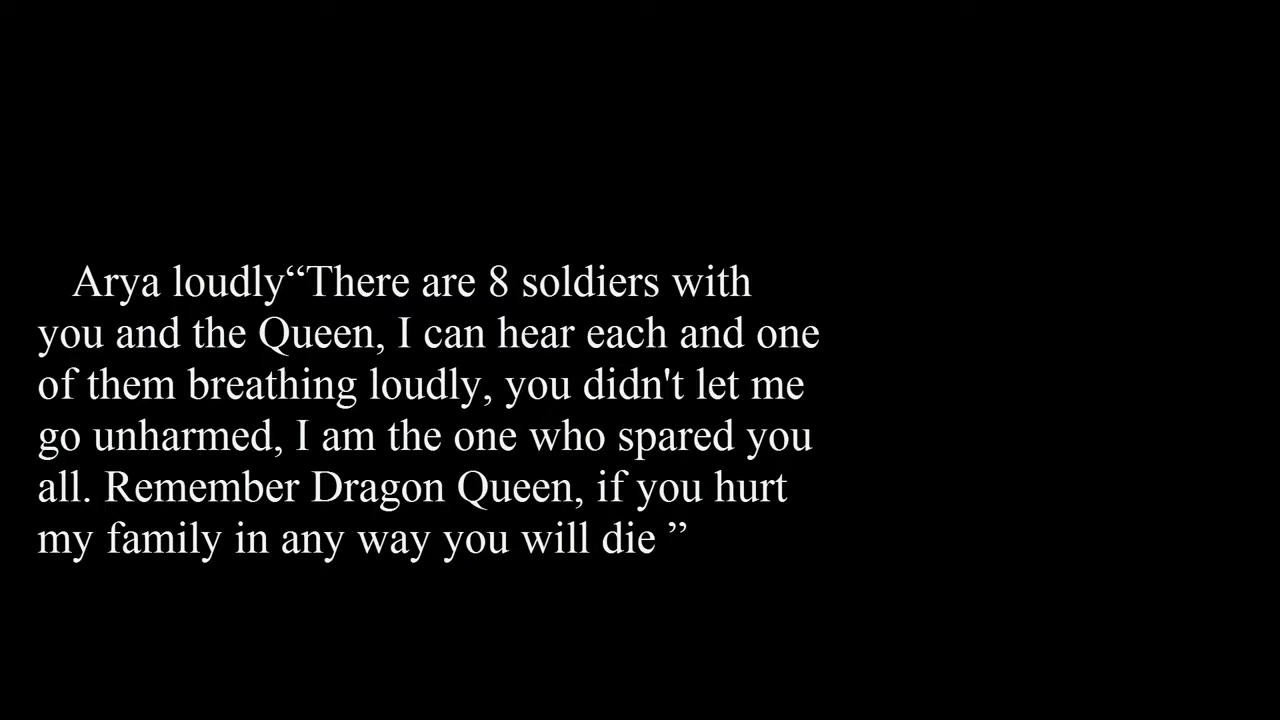 Arya loudly“There are 8 soldiers with
you and the Queen, I can hear each and one
of them breathing loudly, you didn't let me
go unharmed, I am the one who spared you
all. Remember Dragon Queen, if you hurt
my family in any way you will die ”